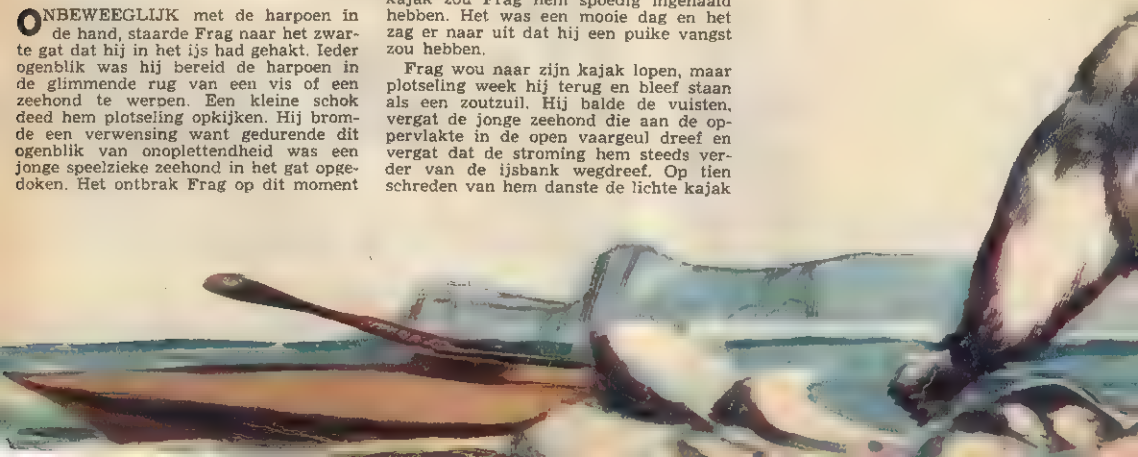 ONBEWEEGLIJK met de harpoen in
de hand, staarde Frag naar het zwar-
te gat dat hij in het ijs had gehakt. Ieder
ogenblik was hij bereid de harpoen in
de glimmende rug van een vis of een
zeehond te werpen. Een kleine schok
deed hem plotseling opkijken. Hij brom-
de een verwensing want gedurende dit
ogenblik van onoplettendheid was een
jonge speelzieke zeehond in het gat opge-
doken. Het ontbrak Frag op dit moment
kajak zou Frag hem spoedig ingehaald
hebben. Het was een mooie dag en het
zag er naar uit dat hij een puike vangst
zou hebben.
Frag wou naar zijn kajak lopen, maar
plotseling week hij terug en bleef staan
als een zoutzuil. Hij balde de vuisten,
vergat de jonge zeehond die aan de op-
pervlakte in de open vaargeul dreef en
vergat dat de stroming hem steeds ver-
der van de ijsbank wegdreef. Op tien
schreden van hem danste de lichte kajak